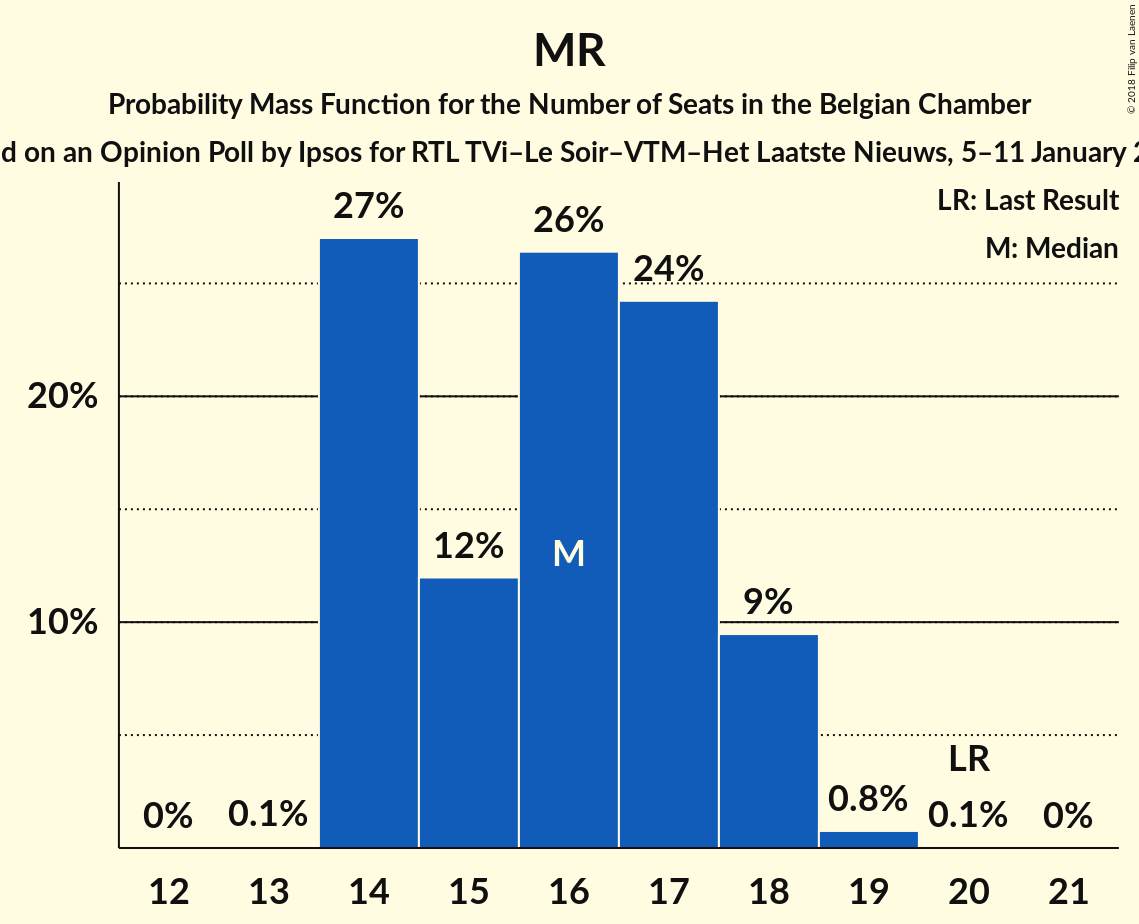 MR
Probability Mass Function for the Number of Seats in the Belgian Chamber
on an Opinion Poll by Ipsos for RTL TVi–Le Soir–VTM–Het Laatste Nieuws, 5–11 January
© 2018 Filip van Laenen
LR: Last Result
M: Median
27%
26%
24%
20%
12%
M
9%
10%
LR
0% 0.1% 0.8% 0.1% 0%
12 13 14 15 16 17 18 19 20 21